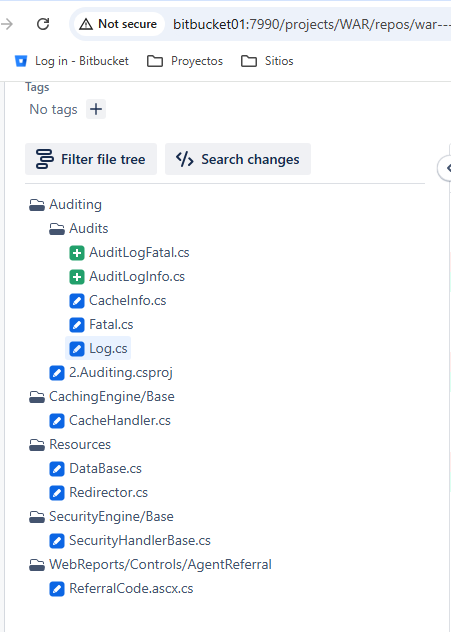 Not secure bitbucket01:7990/projects/WAR/repos/war---
Log in - Bitbucket Proyectos Sitios
Tags
No tags +
Filter file tree Search changes
Auditing
Audits
AuditLogFatal.cs
AuditLogInfo.cs
CacheInfo.cs
Fatal.cs
Log.cs
2.Auditing.csproj
CachingEngine/Base
CacheHandler.cs
Resources
DataBase.cs
Redirector.cs
SecurityEngine/Base
SecurityHandlerBase.cs
WebReports/Controls/AgentReferral
ReferralCode.ascx.cs